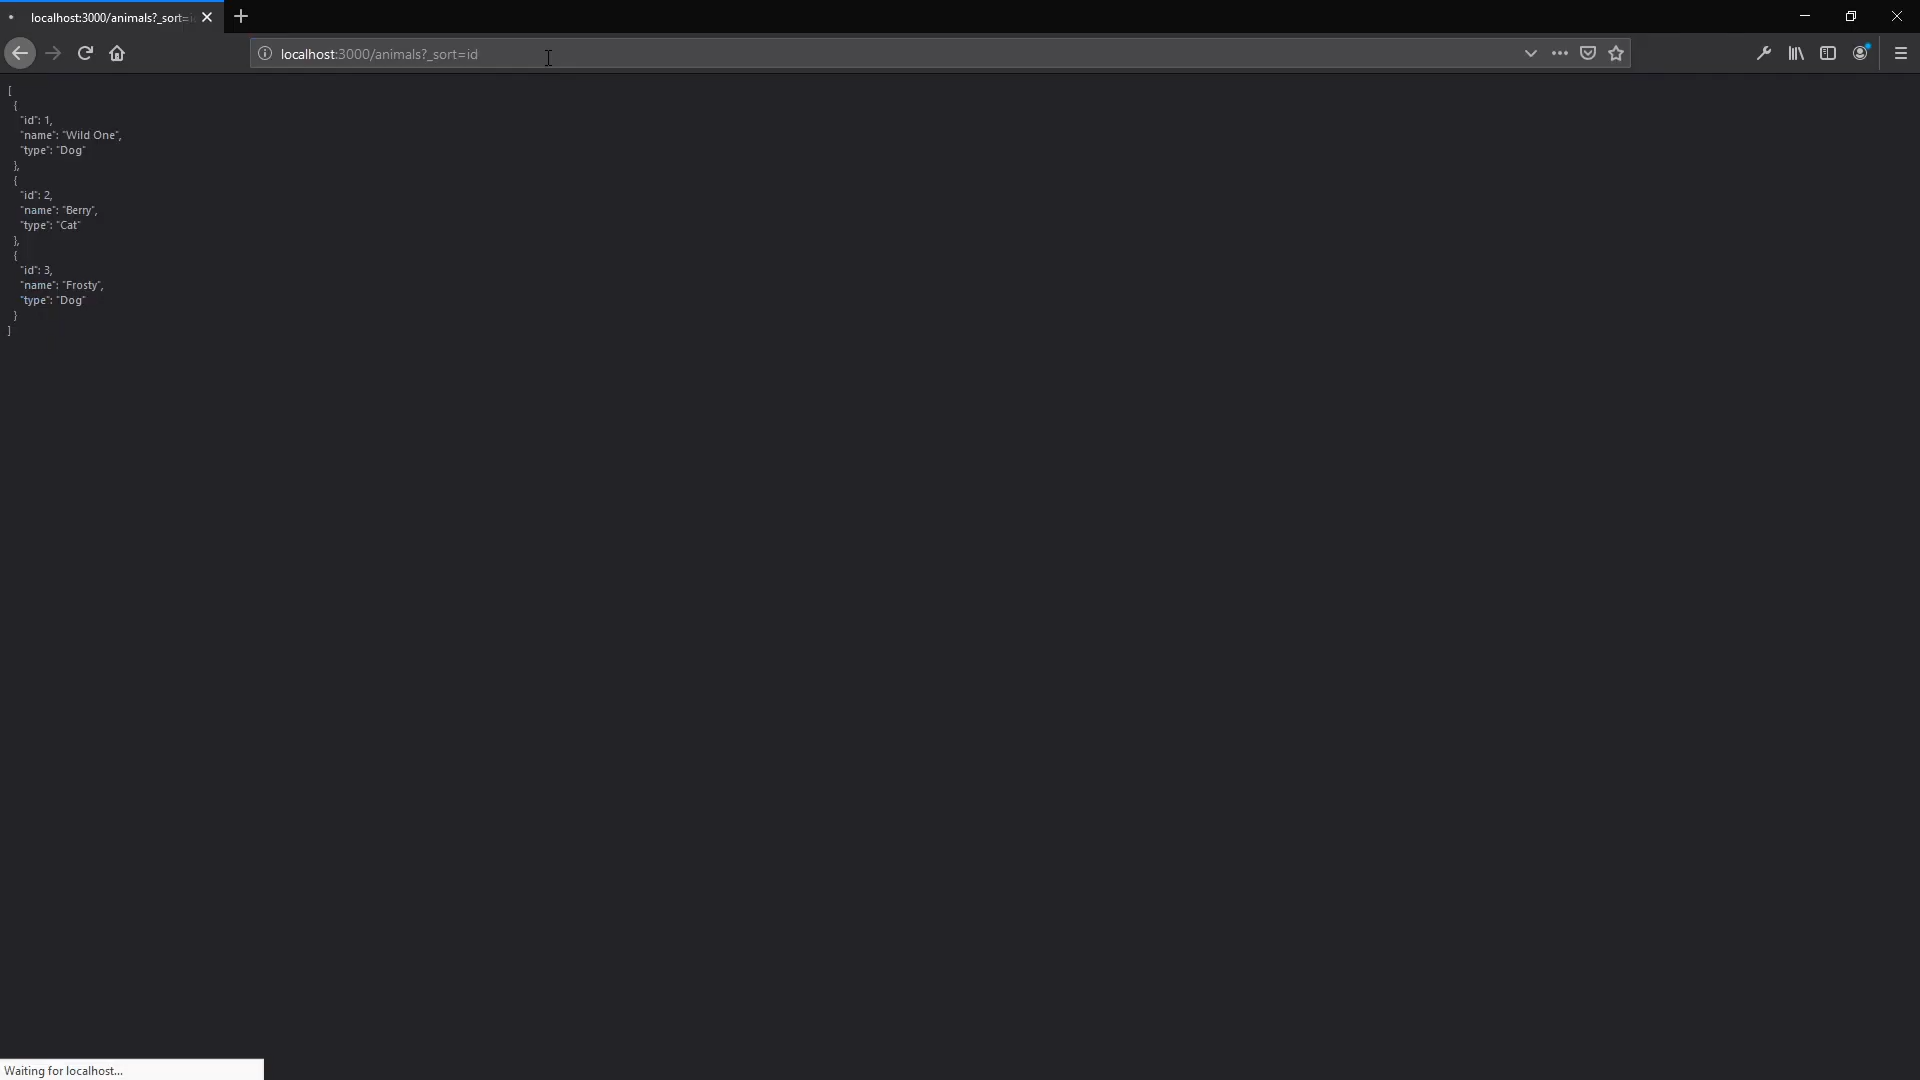 localhost:3000/animals?_sort=i
localhost:3000/animals?_sort=id
[
{
"id": 1,
"name": "Wild One",
"type": "Dog"
},
{
"id": 2,
"name": "Berry",
"type": "Cat"
},
{
"id": 3,
"name": "Frosty",
"type": "Dog"
}
]
Waiting for localhost...